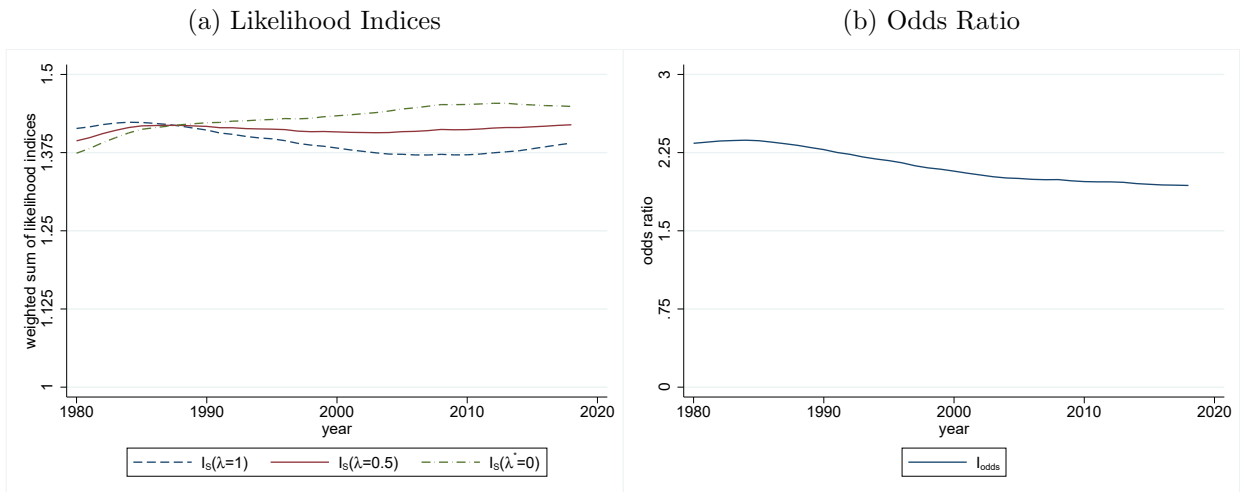 (a) Likelihood Indices
weighted sum of likelihood indices
1.5
1.375
1.25
1.125
1
1980 1990 2000 2010 2020
year
I_S(λ=1) I_S(λ=0.5) I_S(λ*=0)
(b) Odds Ratio
odds ratio
3
2.25
1.5
.75
0
1980 1990 2000 2010 2020
year
I_odds